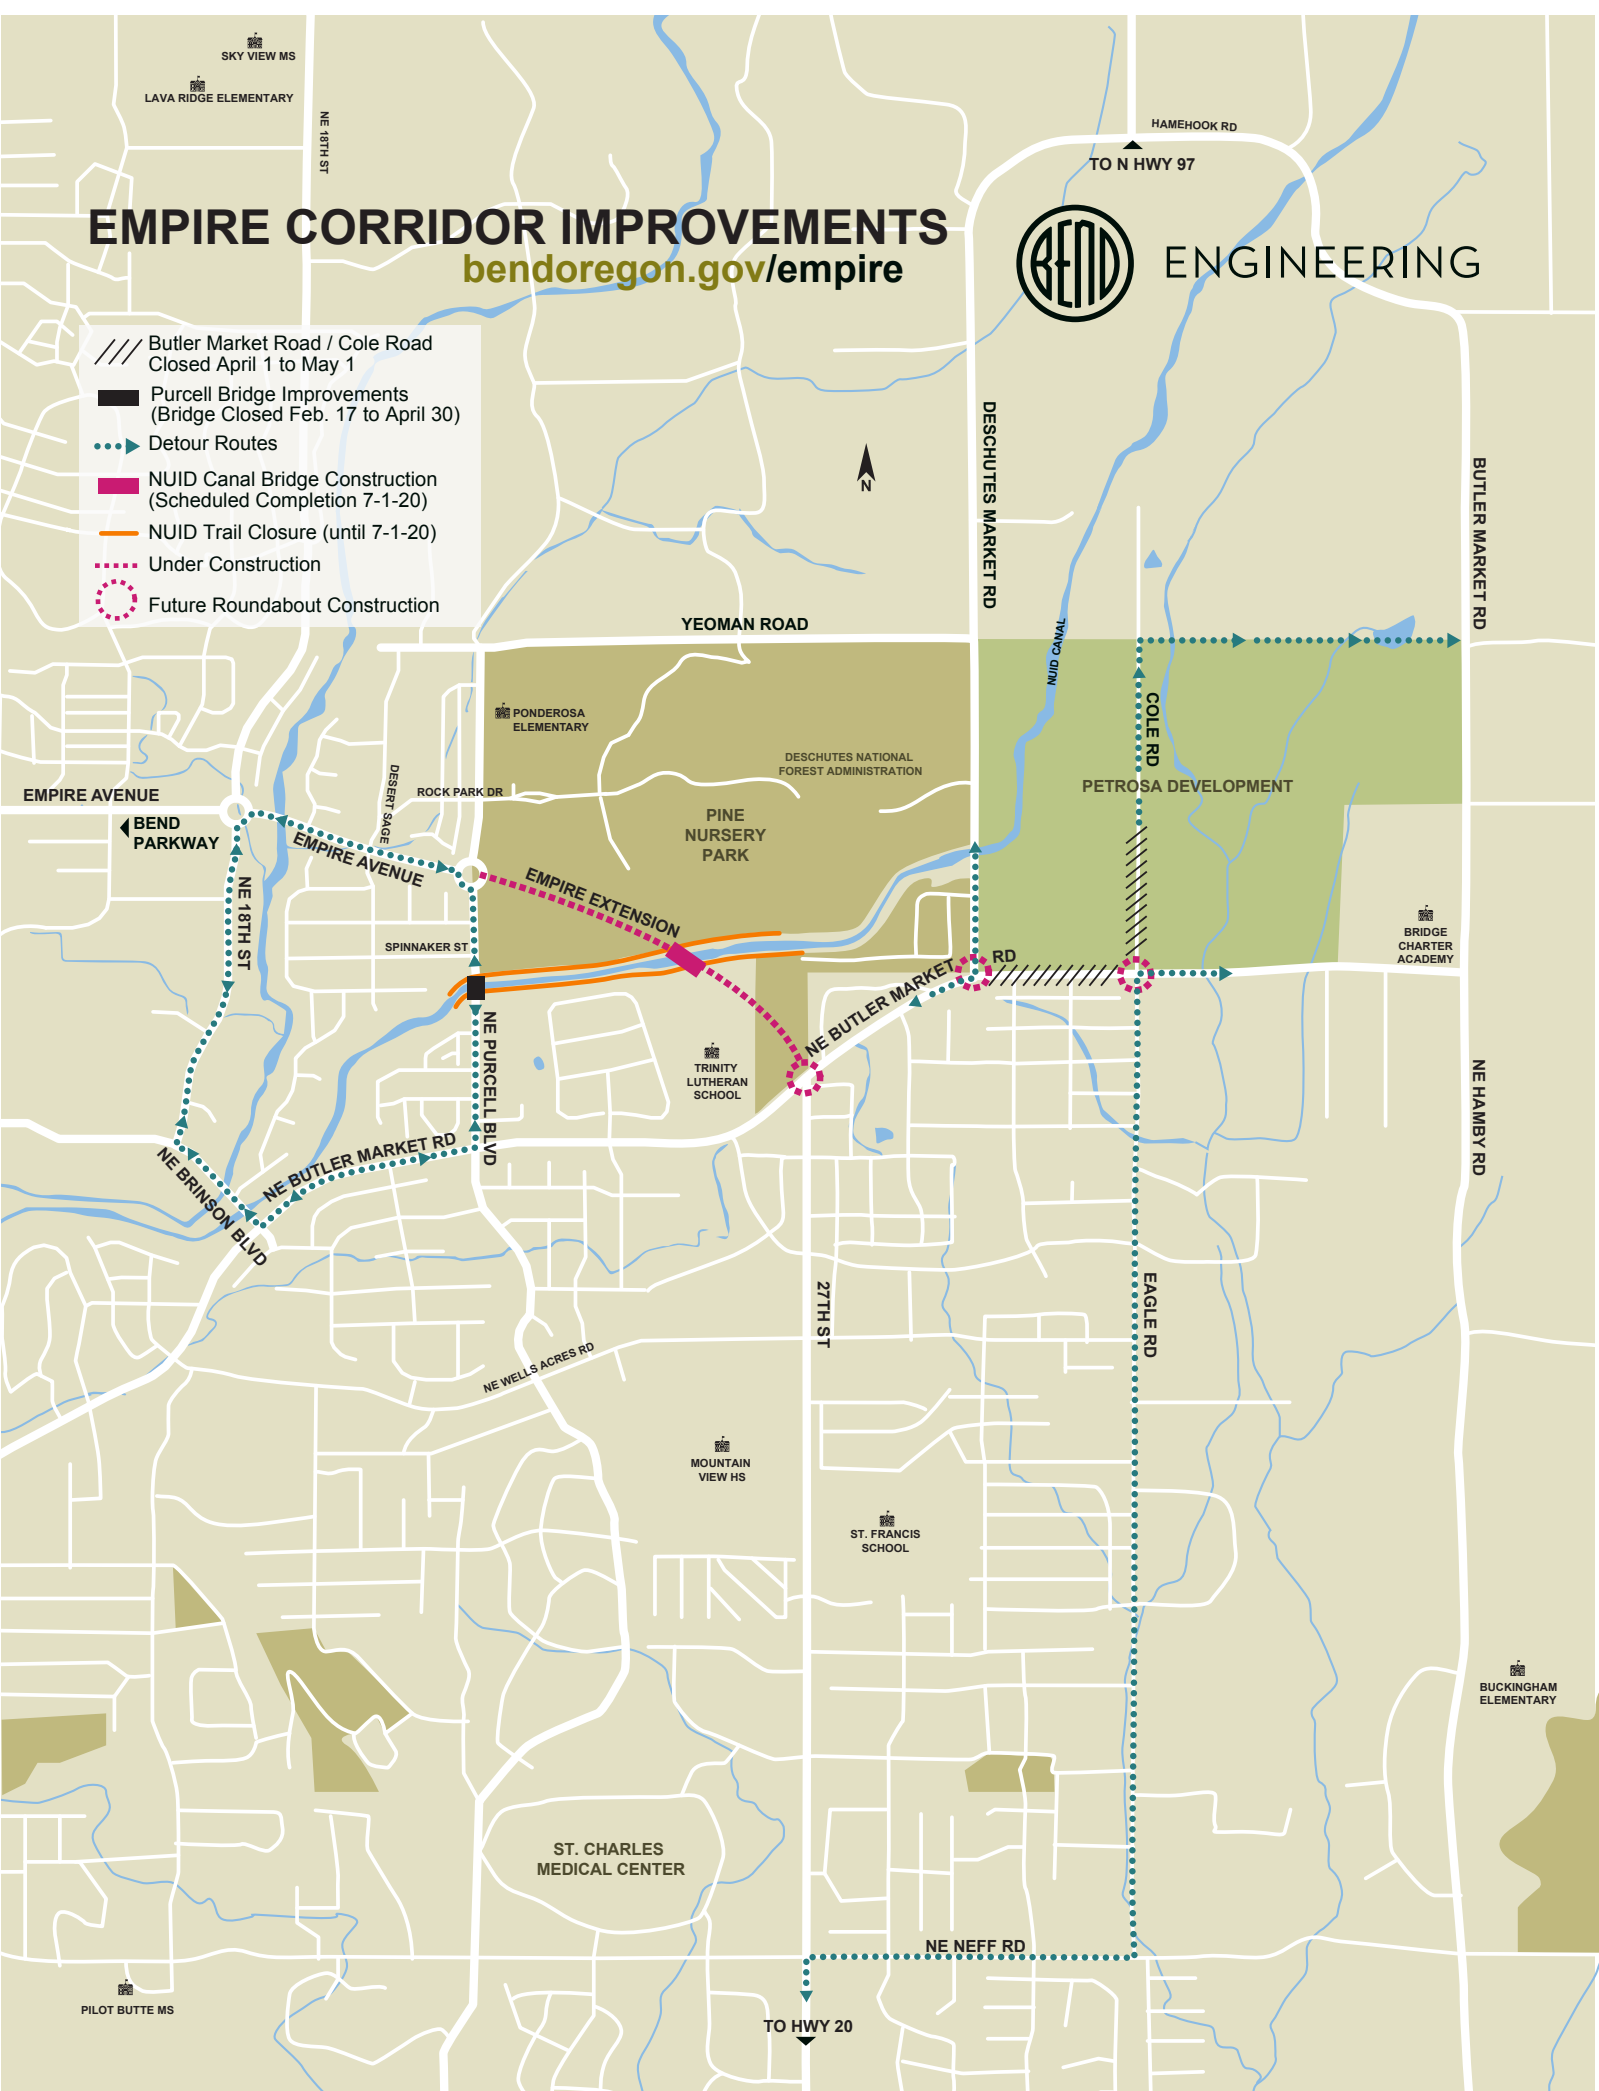 SKY VIEW MS
LAVA RIDGE ELEMENTARY
NE 18TH ST
HAMEHOOK RD
TO N HWY 97
EMPIRE CORRIDOR IMPROVEMENTS
bendoregon.gov/empire
BEND
ENGINEERING
Butler Market Road / Cole Road
Closed April 1 to May 1
Purcell Bridge Improvements
(Bridge Closed Feb. 17 to April 30)
Detour Routes
NUID Canal Bridge Construction
(Scheduled Completion 7-1-20)
NUID Trail Closure (until 7-1-20)
Under Construction
Future Roundabout Construction
N
DESCHUTES MARKET RD
BUTLER MARKET RD
YEOMAN ROAD
NUID CANAL
PONDEROSA
ELEMENTARY
COLE RD
DESCHUTES NATIONAL
FOREST ADMINISTRATION
PETROSA DEVELOPMENT
DESERT SAGE
ROCK PARK DR
EMPIRE AVENUE
BEND
PARKWAY
PINE
NURSERY
PARK
EMPIRE AVENUE
EMPIRE EXTENSION
NE 18TH ST
SPINNAKER ST
BRIDGE
CHARTER
ACADEMY
NE BUTLER MARKET
RD
NE PURCELL BLVD
TRINITY
LUTHERAN
SCHOOL
NE HAMBY RD
NE BUTLER MARKET RD
NE BRINSON BLVD
27TH ST
EAGLE RD
NE WELLS ACRES RD
MOUNTAIN
VIEW HS
ST. FRANCIS
SCHOOL
BUCKINGHAM
ELEMENTARY
ST. CHARLES
MEDICAL CENTER
NE NEFF RD
PILOT BUTTE MS
TO HWY 20